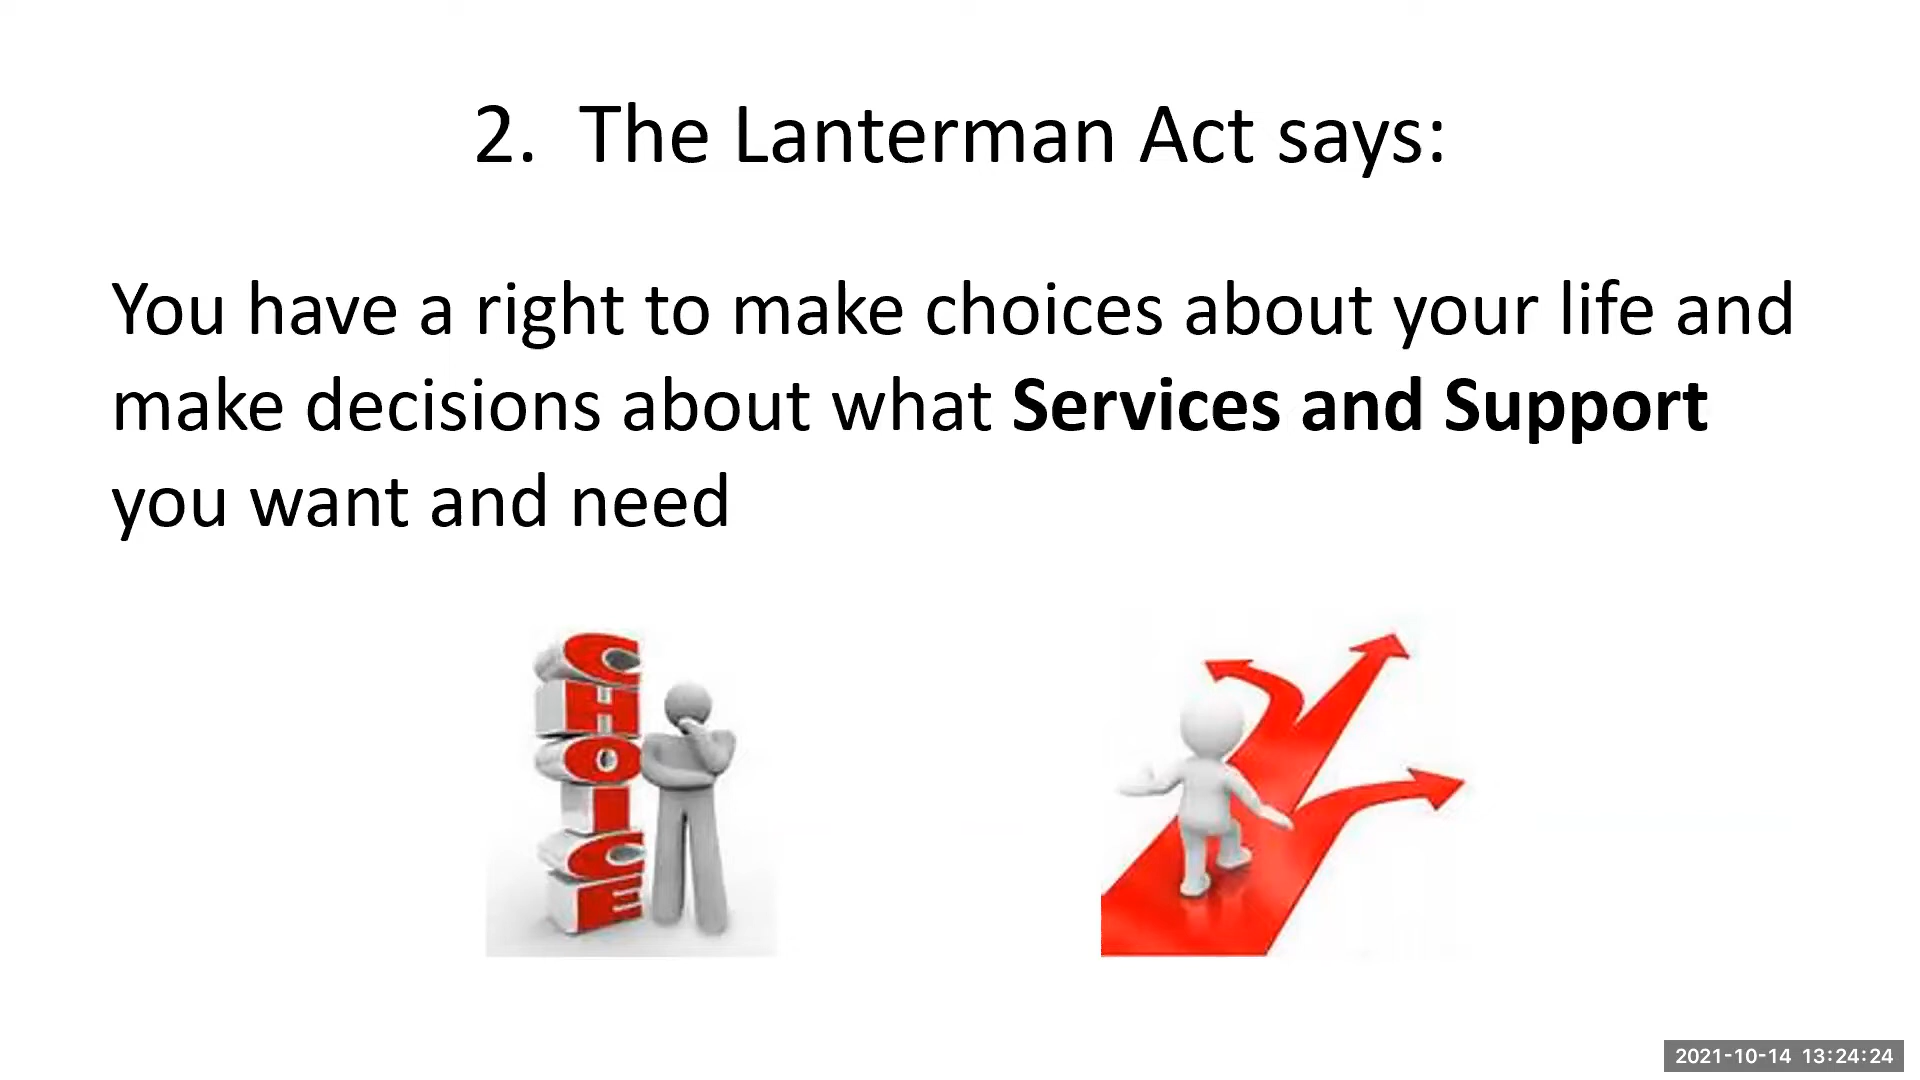 2. The Lanterman Act says:
You have a right to make choices about your life and
make decisions about what Services and Support
you want and need
CHOICE
2021-10-14 13:24:24